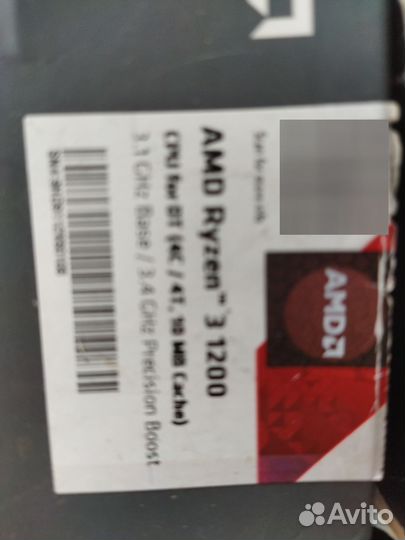 AMD Ryzen™ 3 1200
CPU for DT (4C / 4T, 10 MB Cache)
3.1 GHz Base / 3.4 GHz Precision Boost
AMD
Avito